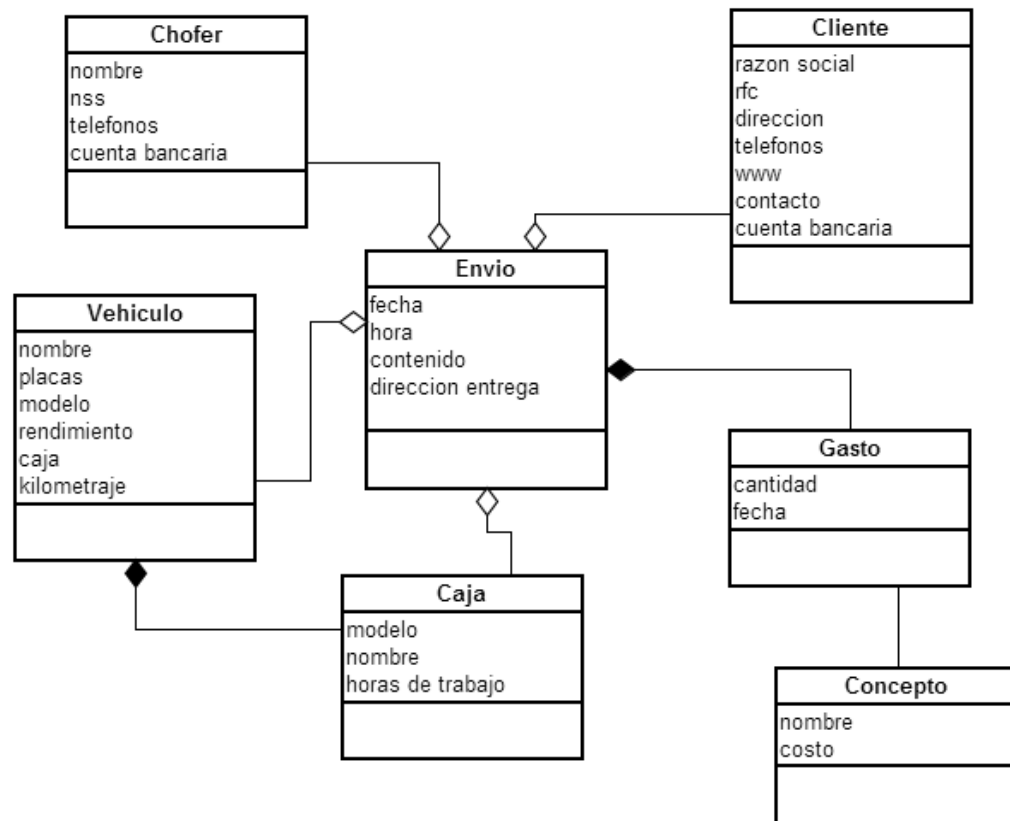 Chofer
nombre
nss
telefonos
cuenta bancaria
Cliente
razon social
rfc
direccion
telefonos
www
contacto
cuenta bancaria
Envio
fecha
hora
contenido
direccion entrega
Vehiculo
nombre
placas
modelo
rendimiento
caja
kilometraje
Gasto
cantidad
fecha
Caja
modelo
nombre
horas de trabajo
Concepto
nombre
costo